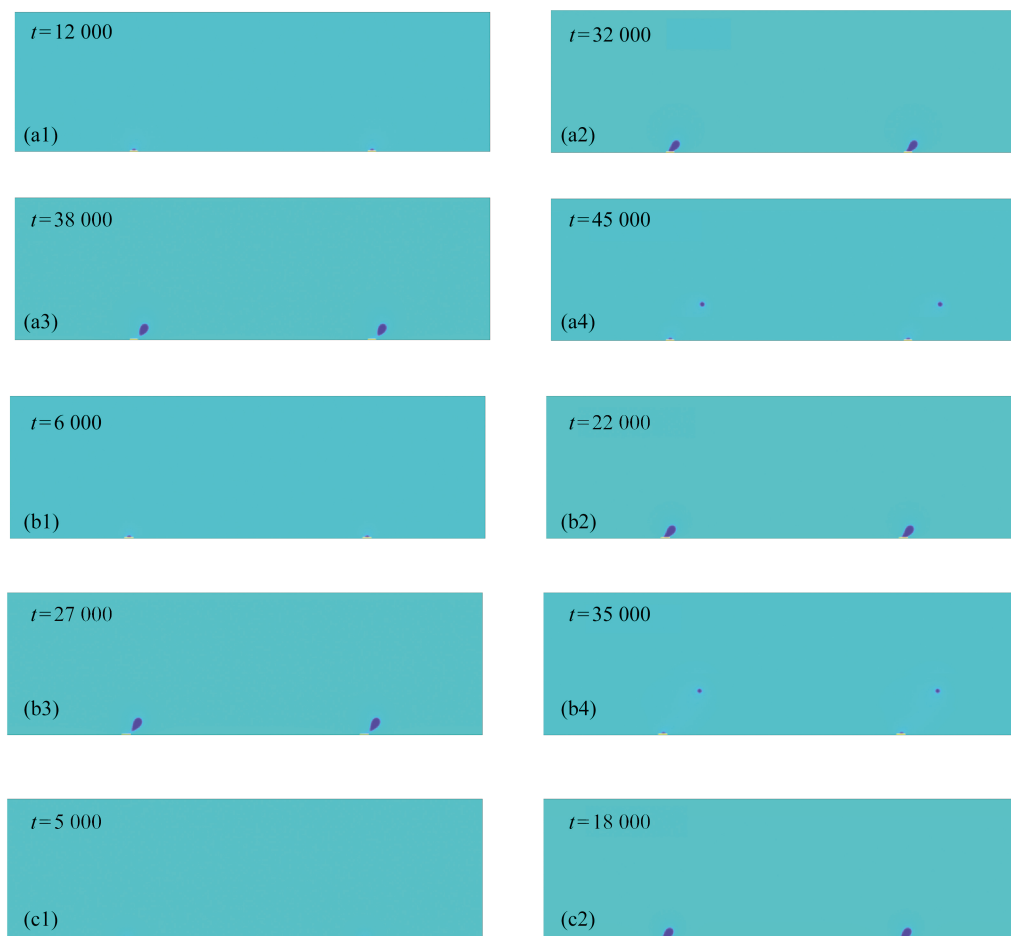 t=12 000
(a1)
t=32 000
(a2)
t=38 000
(a3)
t=45 000
(a4)
t=6 000
(b1)
t=22 000
(b2)
t=27 000
(b3)
t=35 000
(b4)
t=5 000
(c1)
t=18 000
(c2)